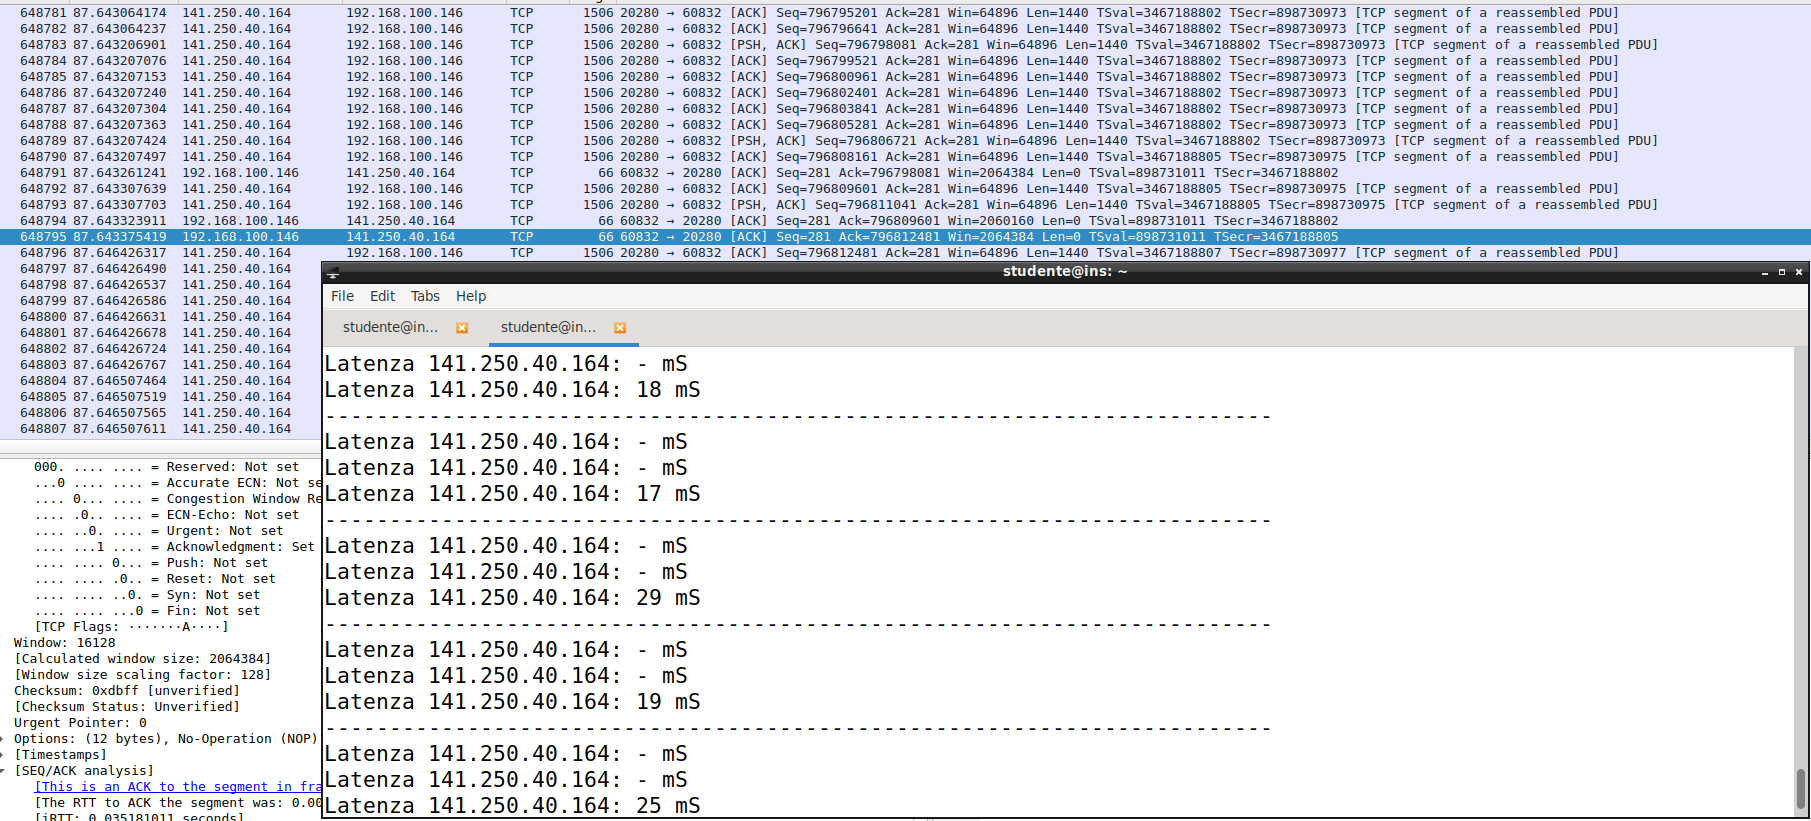 648781 87.643064174 141.250.40.164 192.168.100.146 TCP 1506 20280 → 60832 [ACK] Seq=796795201 Ack=281 Win=64896 Len=1440 TSval=3467188802 TSecr=898730973 [TCP segment of a reassembled PDU]
648782 87.643064237 141.250.40.164 192.168.100.146 TCP 1506 20280 → 60832 [ACK] Seq=796796641 Ack=281 Win=64896 Len=1440 TSval=3467188802 TSecr=898730973 [TCP segment of a reassembled PDU]
648783 87.643206901 141.250.40.164 192.168.100.146 TCP 1506 20280 → 60832 [PSH, ACK] Seq=796798081 Ack=281 Win=64896 Len=1440 TSval=3467188802 TSecr=898730973 [TCP segment of a reassembled PDU]
648784 87.643207076 141.250.40.164 192.168.100.146 TCP 1506 20280 → 60832 [ACK] Seq=796799521 Ack=281 Win=64896 Len=1440 TSval=3467188802 TSecr=898730973 [TCP segment of a reassembled PDU]
648785 87.643207153 141.250.40.164 192.168.100.146 TCP 1506 20280 → 60832 [ACK] Seq=796800961 Ack=281 Win=64896 Len=1440 TSval=3467188802 TSecr=898730973 [TCP segment of a reassembled PDU]
648786 87.643207240 141.250.40.164 192.168.100.146 TCP 1506 20280 → 60832 [ACK] Seq=796802401 Ack=281 Win=64896 Len=1440 TSval=3467188802 TSecr=898730973 [TCP segment of a reassembled PDU]
648787 87.643207304 141.250.40.164 192.168.100.146 TCP 1506 20280 → 60832 [ACK] Seq=796803841 Ack=281 Win=64896 Len=1440 TSval=3467188802 TSecr=898730973 [TCP segment of a reassembled PDU]
648788 87.643207363 141.250.40.164 192.168.100.146 TCP 1506 20280 → 60832 [ACK] Seq=796805281 Ack=281 Win=64896 Len=1440 TSval=3467188802 TSecr=898730973 [TCP segment of a reassembled PDU]
648789 87.643207424 141.250.40.164 192.168.100.146 TCP 1506 20280 → 60832 [PSH, ACK] Seq=796806721 Ack=281 Win=64896 Len=1440 TSval=3467188802 TSecr=898730973 [TCP segment of a reassembled PDU]
648790 87.643207497 141.250.40.164 192.168.100.146 TCP 1506 20280 → 60832 [ACK] Seq=796808161 Ack=281 Win=64896 Len=1440 TSval=3467188805 TSecr=898730975 [TCP segment of a reassembled PDU]
648791 87.643261241 192.168.100.146 141.250.40.164 TCP 66 60832 → 20280 [ACK] Seq=281 Ack=796798081 Win=2064384 Len=0 TSval=898731011 TSecr=3467188802
648792 87.643307639 141.250.40.164 192.168.100.146 TCP 1506 20280 → 60832 [ACK] Seq=796809601 Ack=281 Win=64896 Len=1440 TSval=3467188805 TSecr=898730975 [TCP segment of a reassembled PDU]
648793 87.643307703 141.250.40.164 192.168.100.146 TCP 1506 20280 → 60832 [PSH, ACK] Seq=796811041 Ack=281 Win=64896 Len=1440 TSval=3467188805 TSecr=898730975 [TCP segment of a reassembled PDU]
648794 87.643323911 192.168.100.146 141.250.40.164 TCP 66 60832 → 20280 [ACK] Seq=281 Ack=796809601 Win=2060160 Len=0 TSval=898731011 TSecr=3467188802
648795 87.643375419 192.168.100.146 141.250.40.164 TCP 66 60832 → 20280 [ACK] Seq=281 Ack=796812481 Win=2064384 Len=0 TSval=898731011 TSecr=3467188805
648796 87.646426317 141.250.40.164 192.168.100.146 TCP 1506 20280 → 60832 [ACK] Seq=796812481 Ack=281 Win=64896 Len=1440 TSval=3467188807 TSecr=898730977 [TCP segment of a reassembled PDU]
648797 87.646426490 141.250.40.164
648798 87.646426537 141.250.40.164
648799 87.646426586 141.250.40.164
648800 87.646426631 141.250.40.164
648801 87.646426678 141.250.40.164
648802 87.646426724 141.250.40.164
648803 87.646426767 141.250.40.164
648804 87.646507464 141.250.40.164
648805 87.646507519 141.250.40.164
648806 87.646507565 141.250.40.164
648807 87.646507611 141.250.40.164
000. .... .... = Reserved: Not set
...0 .... .... = Accurate ECN: Not se
.... 0... .... = Congestion Window Re
.... .0.. .... = ECN-Echo: Not set
.... ..0. .... = Urgent: Not set
.... ...1 .... = Acknowledgment: Set
.... .... 0... = Push: Not set
.... .... .0.. = Reset: Not set
.... .... ..0. = Syn: Not set
.... .... ...0 = Fin: Not set
[TCP Flags: ·······A····]
Window: 16128
[Calculated window size: 2064384]
[Window size scaling factor: 128]
Checksum: 0xdbff [unverified]
[Checksum Status: Unverified]
Urgent Pointer: 0
Options: (12 bytes), No-Operation (NOP)
[Timestamps]
[SEQ/ACK analysis]
[This is an ACK to the segment in fra
[The RTT to ACK the segment was: 0.00
[iRTT: 0.035181011 seconds]
studente@ins: ~
File Edit Tabs Help
studente@in... studente@in...
Latenza 141.250.40.164: - mS
Latenza 141.250.40.164: 18 mS
-------------------------------------------------------------------------
Latenza 141.250.40.164: - mS
Latenza 141.250.40.164: - mS
Latenza 141.250.40.164: 17 mS
-------------------------------------------------------------------------
Latenza 141.250.40.164: - mS
Latenza 141.250.40.164: - mS
Latenza 141.250.40.164: 29 mS
-------------------------------------------------------------------------
Latenza 141.250.40.164: - mS
Latenza 141.250.40.164: - mS
Latenza 141.250.40.164: 19 mS
-------------------------------------------------------------------------
Latenza 141.250.40.164: - mS
Latenza 141.250.40.164: - mS
Latenza 141.250.40.164: 25 mS